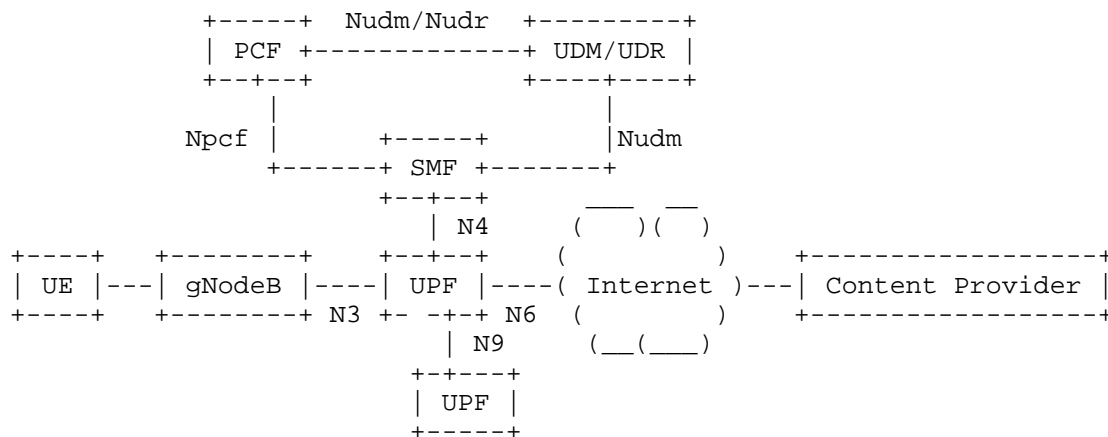 Nudm/Nudr
PCF UDM/UDR
Npcf Nudm
SMF
N4
UE gNodeB UPF Internet Content Provider
N3 N6
N9
UPF